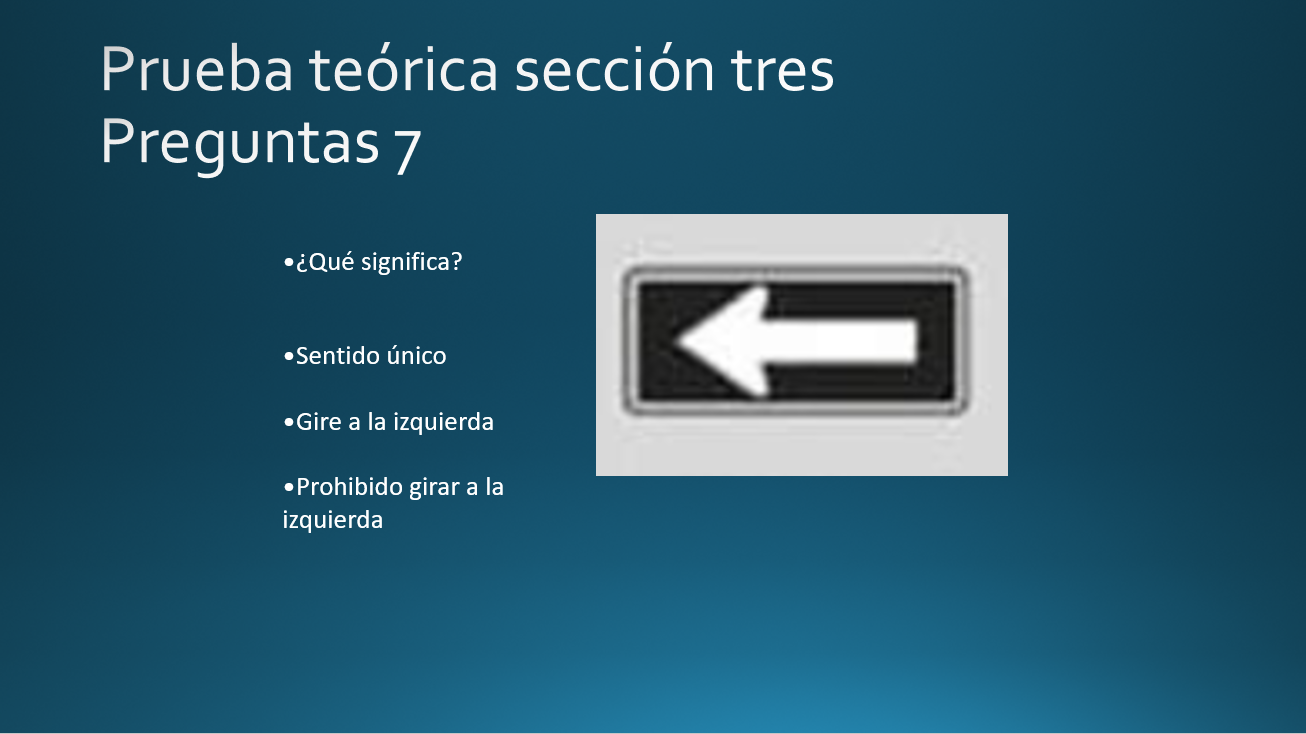 Prueba teórica sección tres
Preguntas 7
•¿Qué significa?
•Sentido único
•Gire a la izquierda
•Prohibido girar a la
izquierda